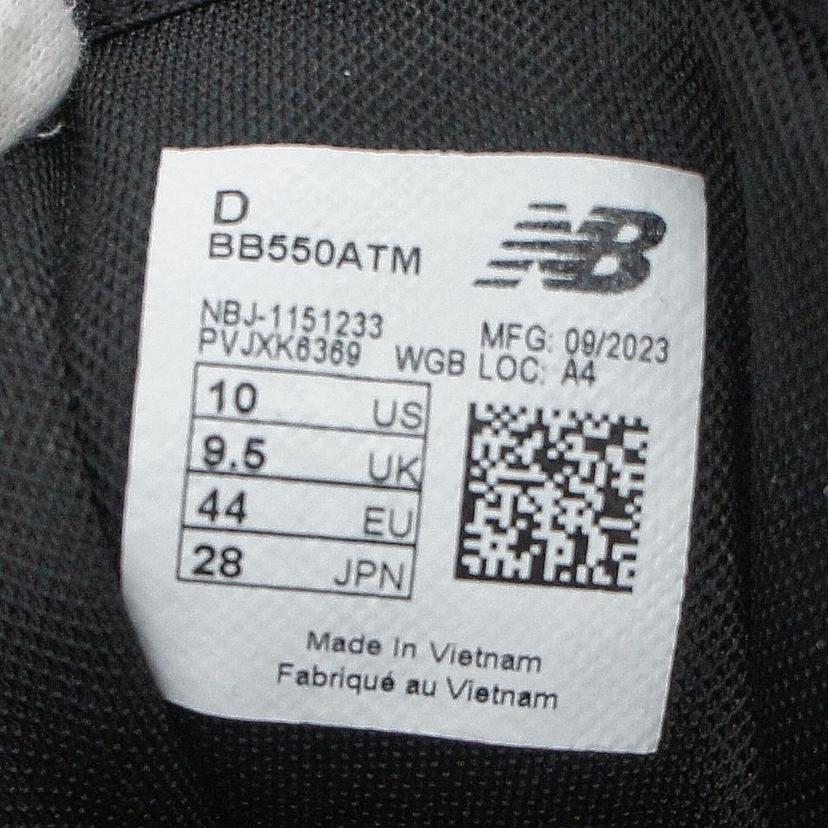 D
BB550ATM
NB
NBJ-1151233
PVJXK6369 WGB
MFG: 09/2023
LOC: A4
10 US
9.5 UK
44 EU
28 JPN
Made In Vietnam
Fabriqué au Vietnam